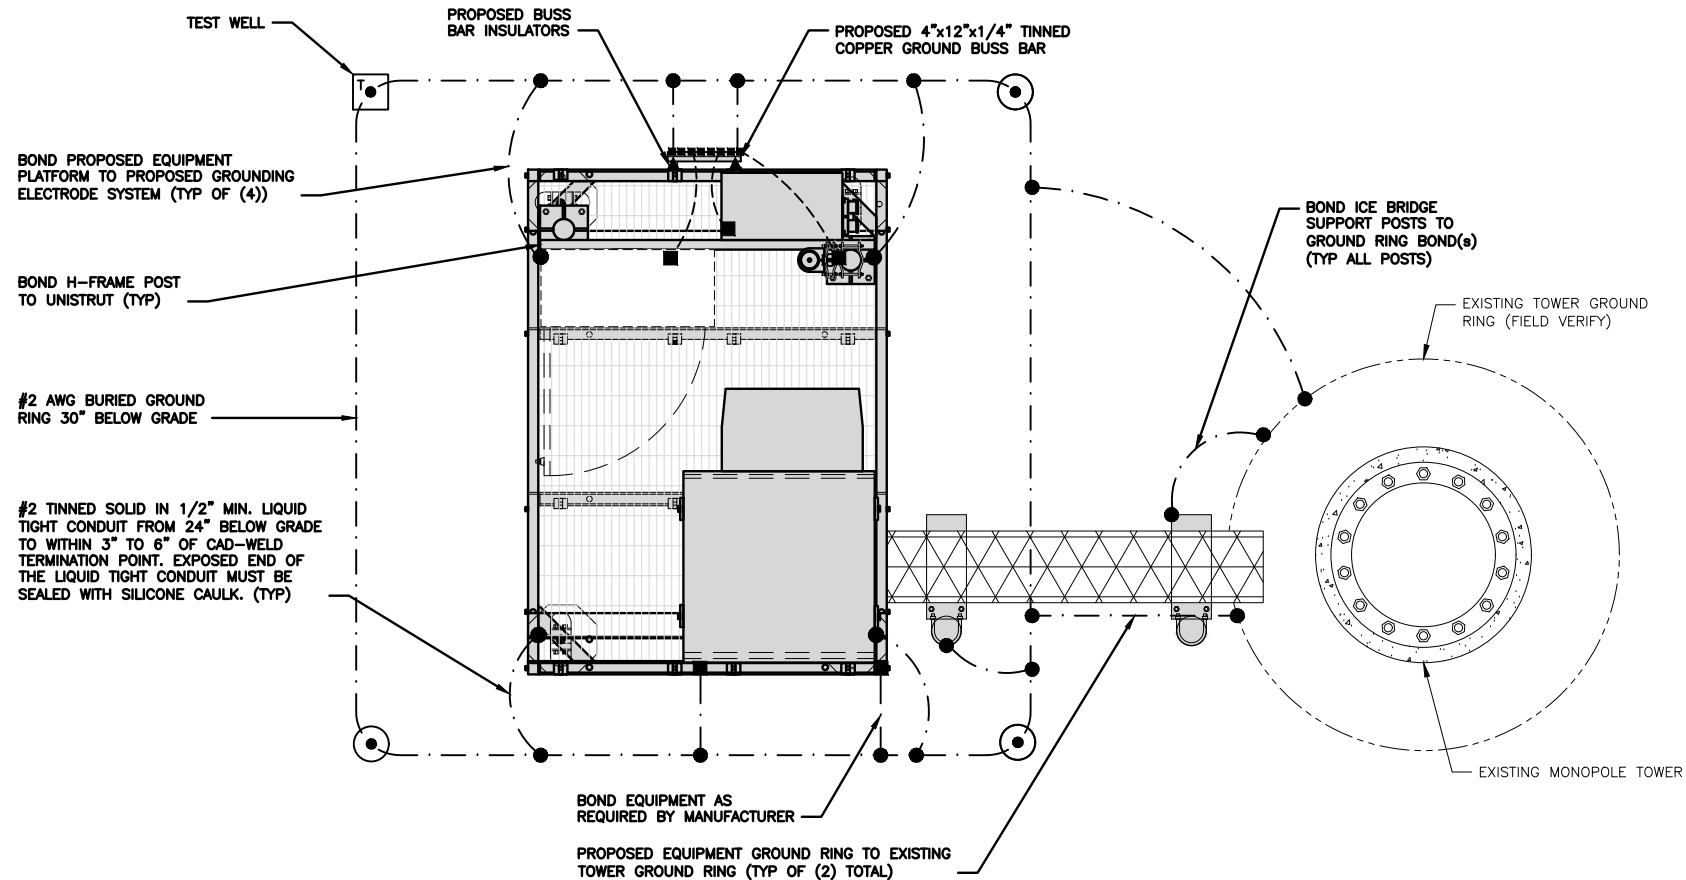 TEST WELL
PROPOSED BUSS
BAR INSULATORS
PROPOSED 4"x12"x1/4" TINNED
COPPER GROUND BUSS BAR
T
BOND PROPOSED EQUIPMENT
PLATFORM TO PROPOSED GROUNDING
ELECTRODE SYSTEM (TYP OF (4))
BOND ICE BRIDGE
SUPPORT POSTS TO
GROUND RING BOND(s)
(TYP ALL POSTS)
BOND H-FRAME POST
TO UNISTRUT (TYP)
EXISTING TOWER GROUND
RING (FIELD VERIFY)
#2 AWG BURIED GROUND
RING 30" BELOW GRADE
#2 TINNED SOLID IN 1/2" MIN. LIQUID
TIGHT CONDUIT FROM 24" BELOW GRADE
TO WITHIN 3" TO 6" OF CAD-WELD
TERMINATION POINT. EXPOSED END OF
THE LIQUID TIGHT CONDUIT MUST BE
SEALED WITH SILICONE CAULK. (TYP)
EXISTING MONOPOLE TOWER
BOND EQUIPMENT AS
REQUIRED BY MANUFACTURER
PROPOSED EQUIPMENT GROUND RING TO EXISTING
TOWER GROUND RING (TYP OF (2) TOTAL)